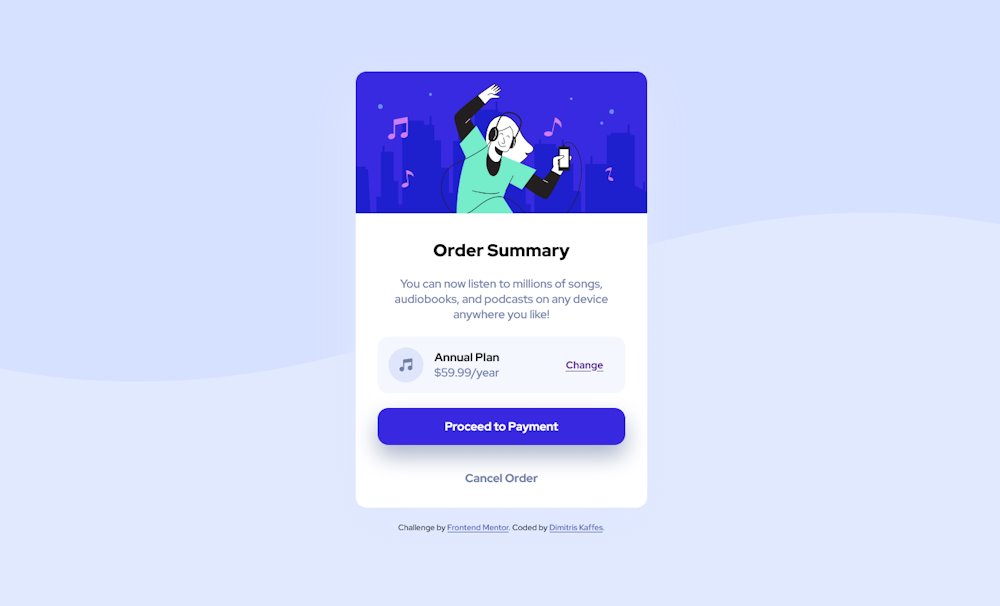 Order Summary
You can now listen to millions of songs,
audiobooks, and podcasts on any device
anywhere you like!
Annual Plan
$59.99/year
Change
Proceed to Payment
Cancel Order
Challenge by Frontend Mentor. Coded by Dimitris Kaffes.